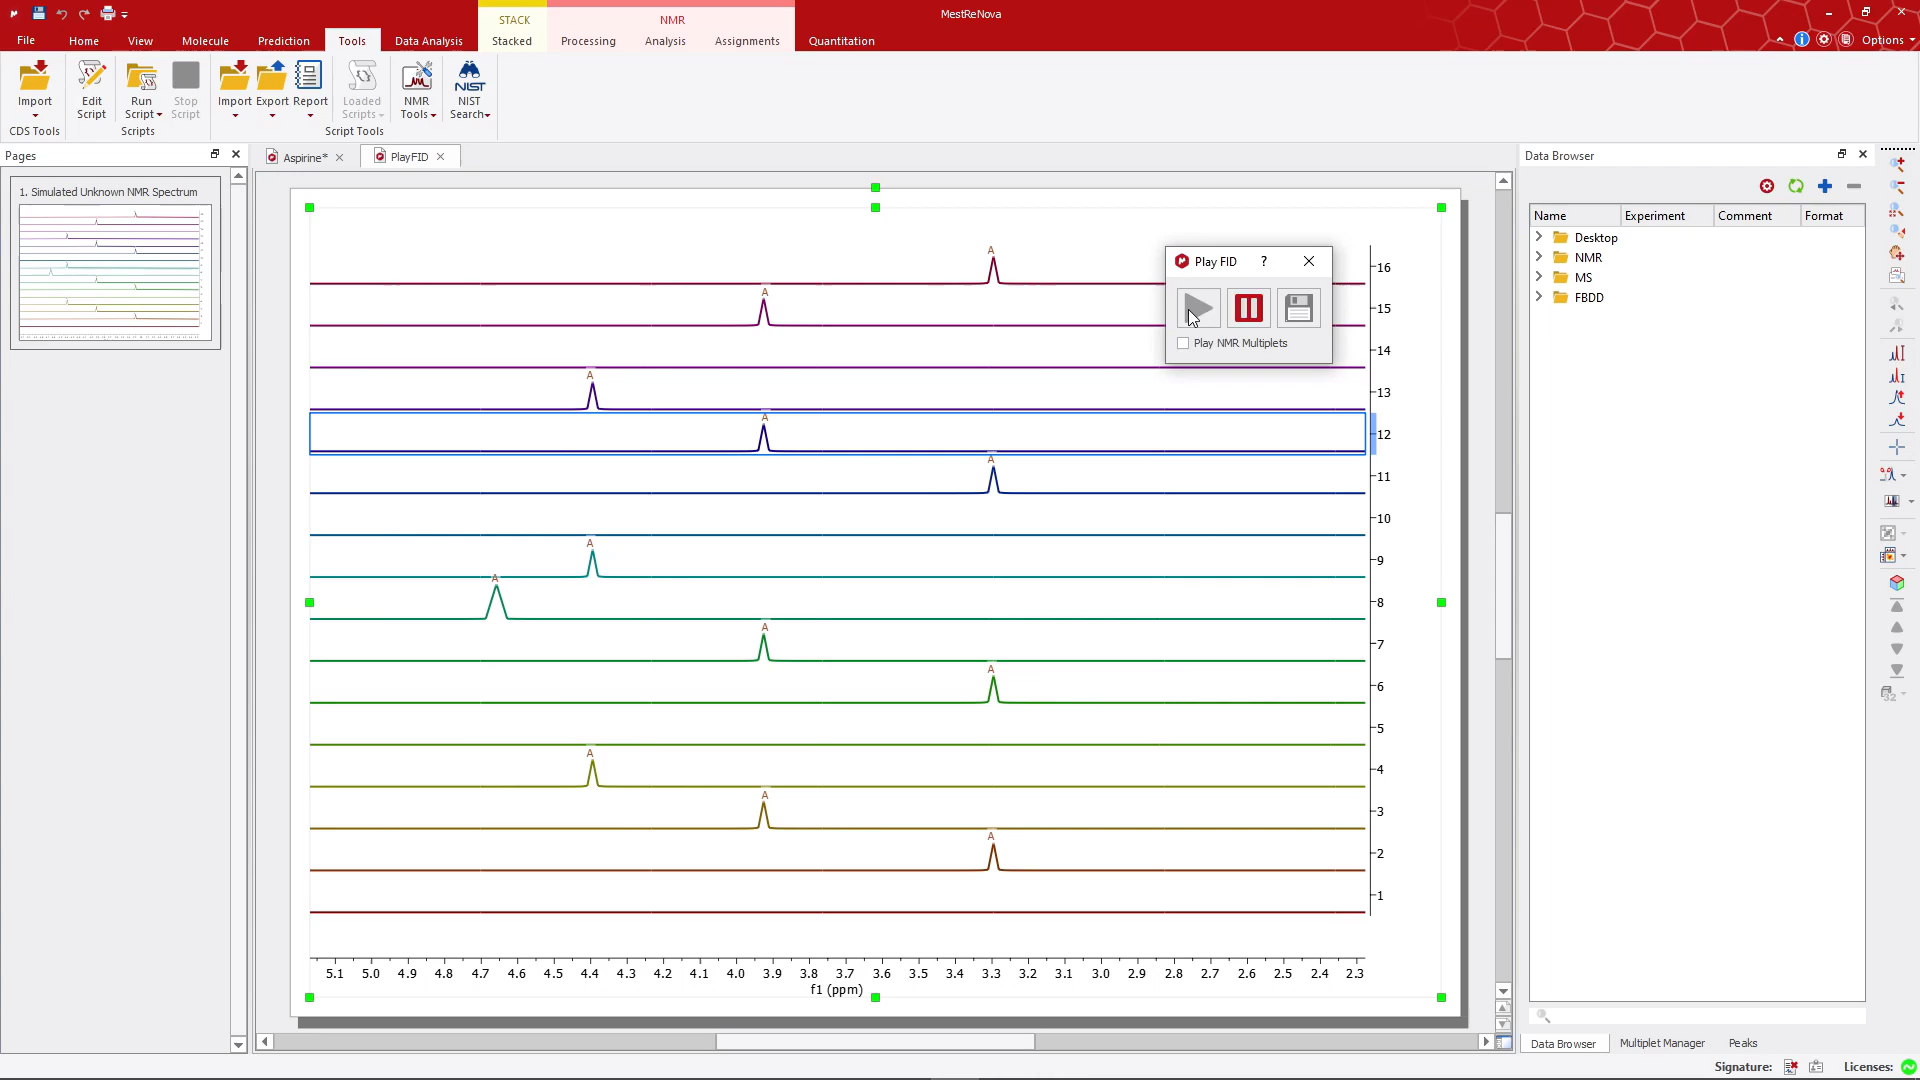 STACK
NMR
MestReNova
File
Home
View
Molecule
Prediction
Tools
Data Analysis
Stacked
Processing
Analysis
Assignments
Quantitation
Options
Import
Edit Script
Run Script
Stop Script
Import
Export
Report
Loaded Scripts
NMR Tools
NIST
NIST Search
CDS Tools
Scripts
Script Tools
Pages
1. Simulated Unknown NMR Spectrum
Aspirine*
PlayFID
A
A
A
A
A
A
A
A
A
A
A
A
16
15
14
13
12
11
10
9
8
7
6
5
4
3
2
1
5.1 5.0 4.9 4.8 4.7 4.6 4.5 4.4 4.3 4.2 4.1 4.0 3.9 3.8 3.7 3.6 3.5 3.4 3.3 3.2 3.1 3.0 2.9 2.8 2.7 2.6 2.5 2.4 2.3
f1 (ppm)
Play FID
?
Play NMR Multiplets
Data Browser
Name
Experiment
Comment
Format
Desktop
NMR
MS
FBDD
Data Browser
Multiplet Manager
Peaks
Signature:
Licenses: